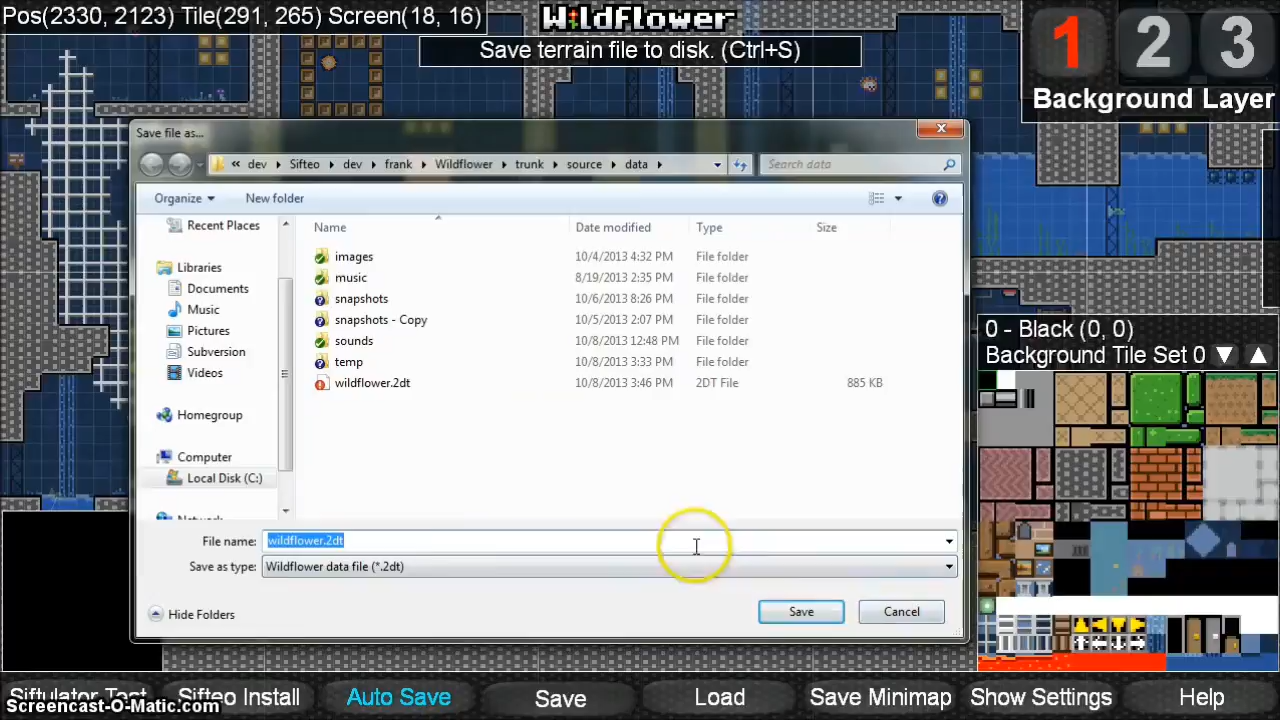 Pos(2330, 2123) Tile(291, 265) Screen(18, 16)
WildFlower
Save terrain file to disk. (Ctrl+S)
1 2 3
Background Layer
Save file as...
« dev Sifteo dev frank Wildflower trunk source data
Search data
Organize
New folder
Recent Places
Libraries
Documents
Music
Pictures
Subversion
Videos
Homegroup
Computer
Local Disk (C:)
Network
Name Date modified Type Size
images 10/4/2013 4:32 PM File folder
music 8/19/2013 2:35 PM File folder
snapshots 10/6/2013 8:26 PM File folder
snapshots - Copy 10/5/2013 2:07 PM File folder
sounds 10/8/2013 12:48 PM File folder
temp 10/8/2013 3:33 PM File folder
wildflower.2dt 10/8/2013 3:46 PM 2DT File 885 KB
File name: wildflower.2dt
Save as type: Wildflower data file (*.2dt)
Hide Folders
Save
Cancel
0 - Black (0, 0)
Background Tile Set 0 ▼ ▲
Siftulator Test Sifteo Install Auto Save Save Load Save Minimap Show Settings Help
Screencast-O-Matic.com